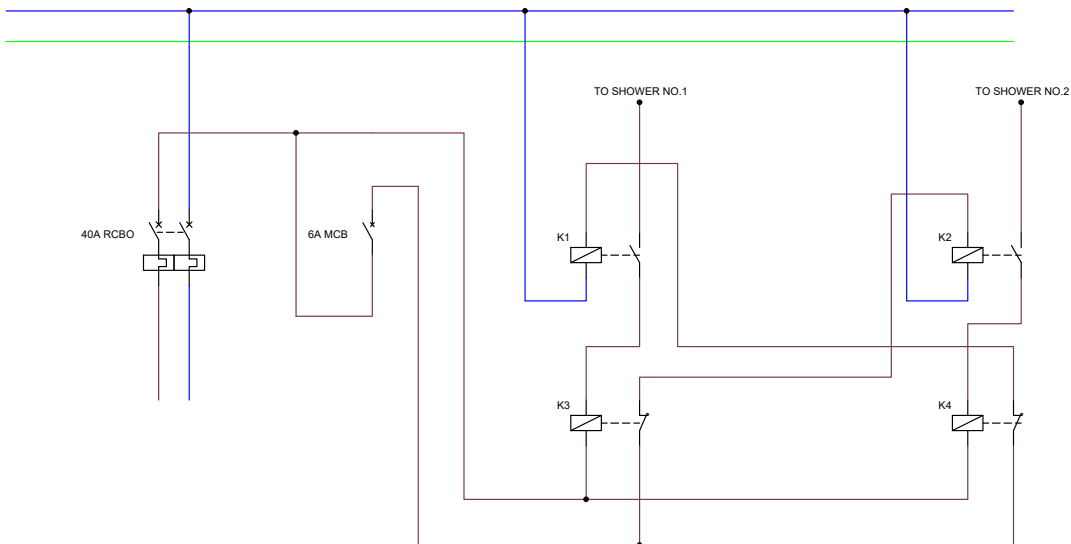 TO SHOWER NO.1
TO SHOWER NO.2
40A RCBO
6A MCB
K1
K2
K3
K4